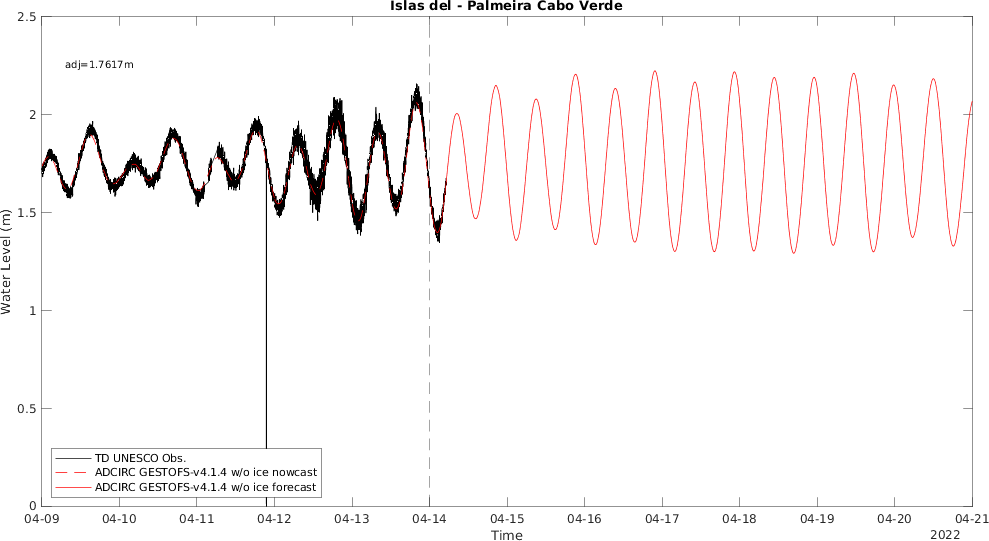 Islas del - Palmeira Cabo Verde
adj=1.7617m
2.5
2
1.5
1
0.5
0
Water Level (m)
TD UNESCO Obs.
ADCIRC GESTOFS-v4.1.4 w/o ice nowcast
ADCIRC GESTOFS-v4.1.4 w/o ice forecast
04-09 04-10 04-11 04-12 04-13 04-14 04-15 04-16 04-17 04-18 04-19 04-20 04-21
Time
2022